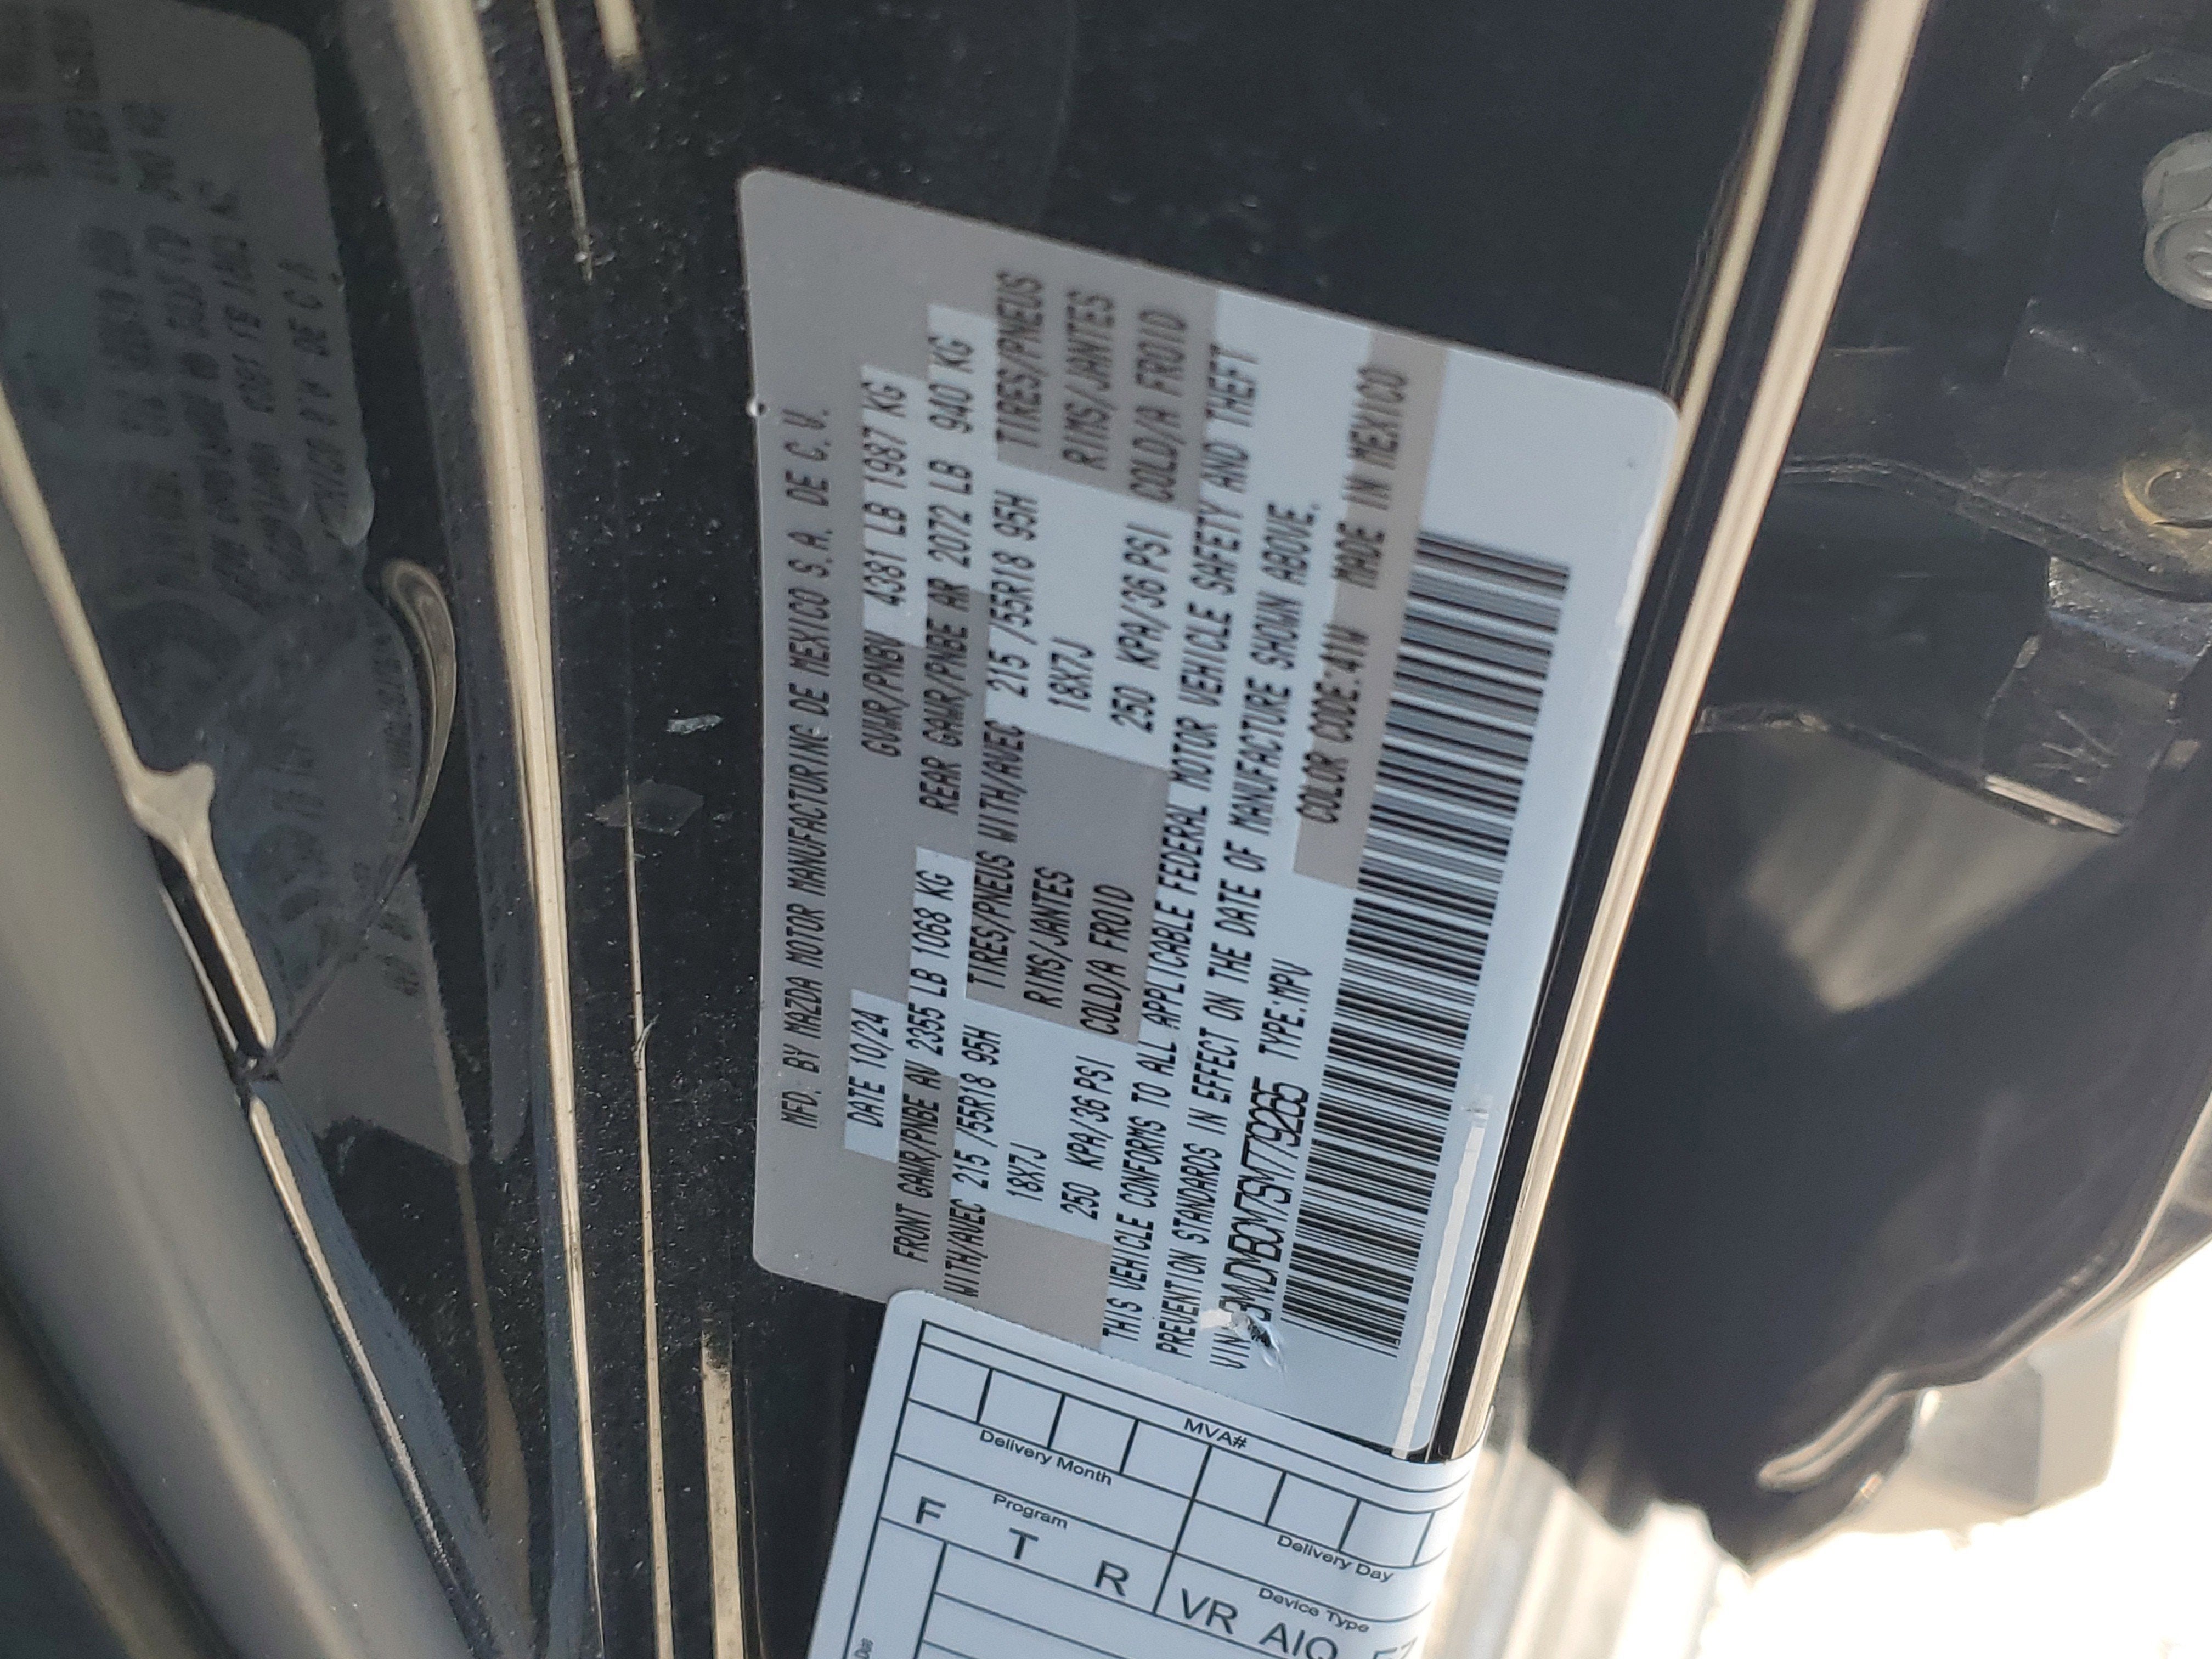 MFD. BY MAZDA MOTOR MANUFACTURING DE MEXICO S.A. DE C.V.
DATE 10/24 GVWR/PNBV 4381 LB 1987 KG
FRONT GAWR/PNBE AV 2355 LB 1068 KG REAR GAWR/PNBE AR 2072 LB 940 KG
WITH/AVEC 215 /55R18 95H TIRES/PNEUS WITH/AVEC 215 /55R18 95H TIRES/PNEUS
18X7J RIMS/JANTES 18X7J RIMS/JANTES
250 KPA/36 PSI COLD/A FROID 250 KPA/36 PSI COLD/A FROID
THIS VEHICLE CONFORMS TO ALL APPLICABLE FEDERAL MOTOR VEHICLE SAFETY AND THEFT
PREVENTION STANDARDS IN EFFECT ON THE DATE OF MANUFACTURE SHOWN ABOVE.
VIN: TYPE:MPV COLOR CODE:41W MADE IN MEXICO
MVA#
Delivery Month Delivery Day
Program Device Type
F T R VR AIO